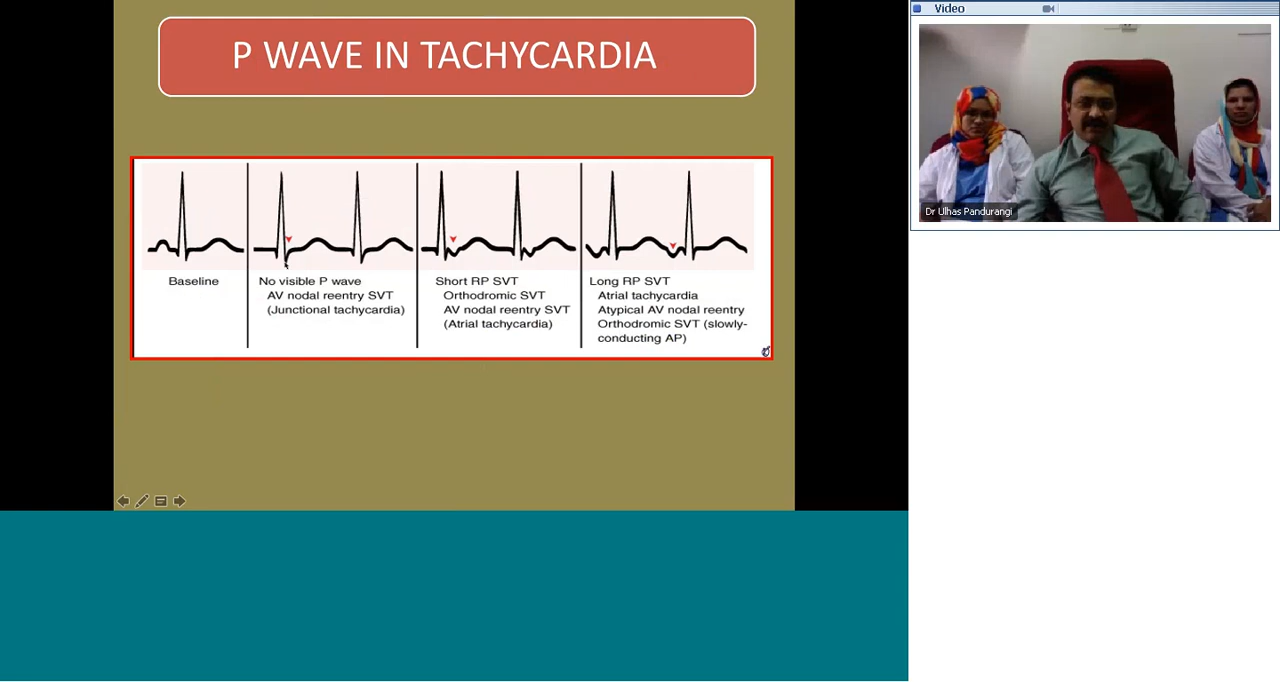 P WAVE IN TACHYCARDIA
Baseline
No visible P wave
AV nodal reentry SVT
(Junctional tachycardia)
Short RP SVT
Orthodromic SVT
AV nodal reentry SVT
(Atrial tachycardia)
Long RP SVT
Atrial tachycardia
Atypical AV nodal reentry
Orthodromic SVT (slowly-
conducting AP)
Video
Dr Ulhas Pandurangi